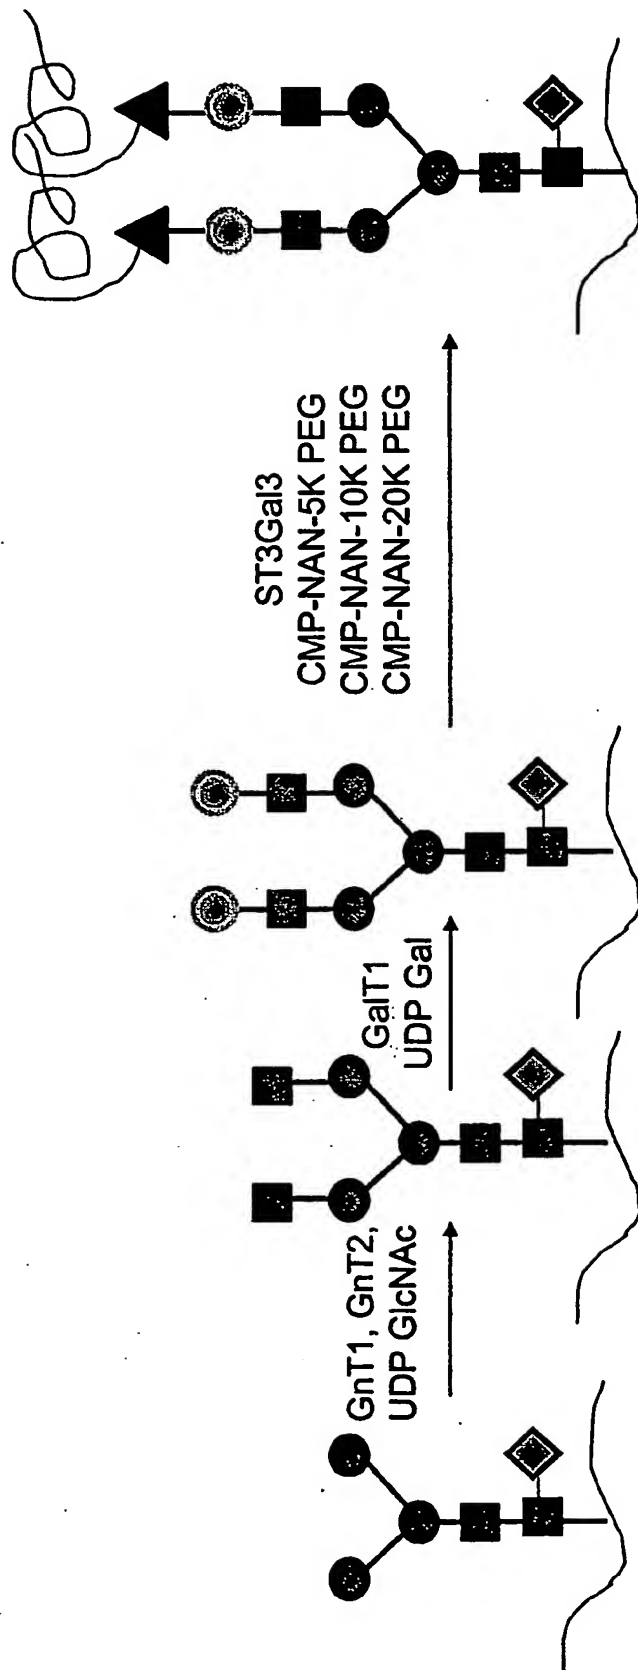 GnT1, GnT2,
UDP GlcNAc
GalT1
UDP Gal
ST3Gal3
CMP-NAN-5K PEG
CMP-NAN-10K PEG
CMP-NAN-20K PEG